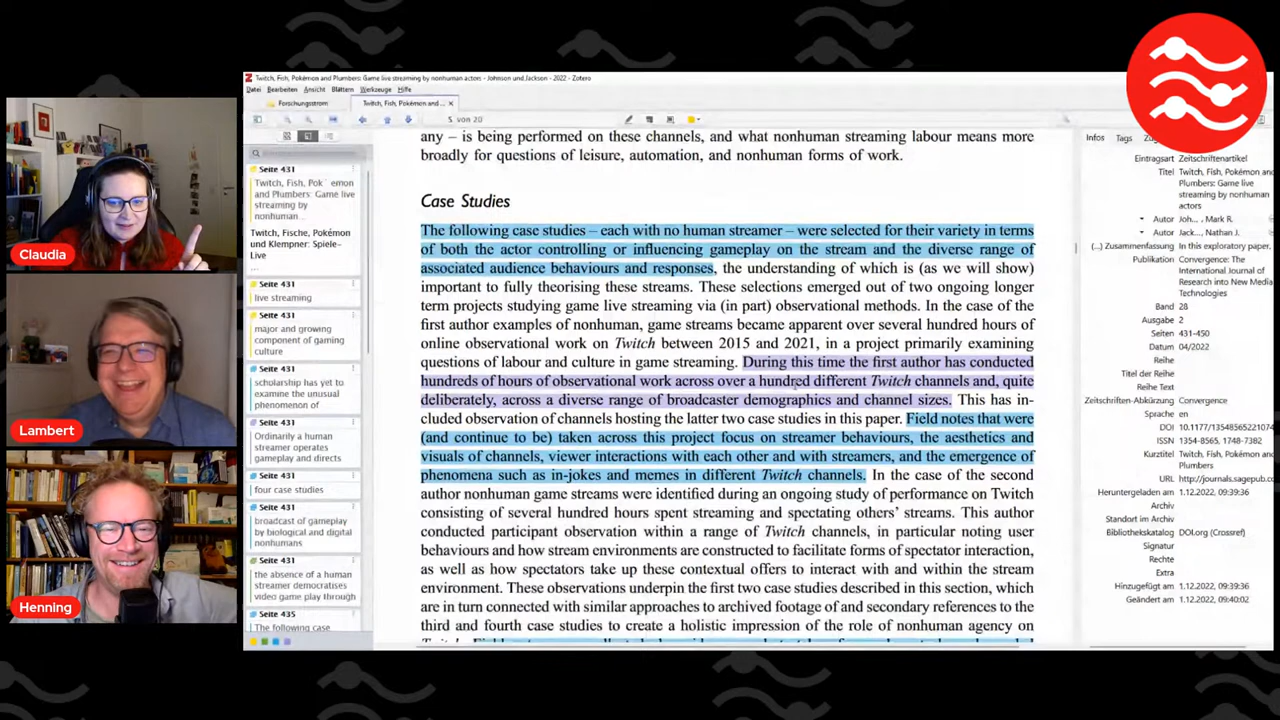 Twitch, Fish, Pokémon and Plumbers: Game live streaming by nonhuman actors - Johnson und Jackson - 2022 - Zotero
Datei Bearbeiten Ansicht Blättern Werkzeuge Hilfe
Forschungsstrom
Twitch, Fish, Pokémon and ...
5 von 20
Seite 431
Twitch, Fish, Pok¨emon
and Plumbers: Game live
streaming by
nonhuman...
Twitch, Fische, Pokémon
und Klempner: Spiele-
Live
...
Seite 431
live streaming
Seite 431
major and growing
component of gaming
culture
Seite 431
scholarship has yet to
examine the unusual
phenomenon of
Seite 431
Ordinarily a human
streamer operates
gameplay and directs
Seite 431
four case studies
Seite 431
broadcast of gameplay
by biological and digital
nonhumans
Seite 431
the absence of a human
streamer democratises
video game play through
Seite 435
The following case
any – is being performed on these channels, and what nonhuman streaming labour means more
broadly for questions of leisure, automation, and nonhuman forms of work.
Case Studies
The following case studies – each with no human streamer – were selected for their variety in terms
of both the actor controlling or influencing gameplay on the stream and the diverse range of
associated audience behaviours and responses, the understanding of which is (as we will show)
important to fully theorising these streams. These selections emerged out of two ongoing longer
term projects studying game live streaming via (in part) observational methods. In the case of the
first author examples of nonhuman, game streams became apparent over several hundred hours of
online observational work on Twitch between 2015 and 2021, in a project primarily examining
questions of labour and culture in game streaming. During this time the first author has conducted
hundreds of hours of observational work across over a hundred different Twitch channels and, quite
deliberately, across a diverse range of broadcaster demographics and channel sizes. This has in-
cluded observation of channels hosting the latter two case studies in this paper. Field notes that were
(and continue to be) taken across this project focus on streamer behaviours, the aesthetics and
visuals of channels, viewer interactions with each other and with streamers, and the emergence of
phenomena such as in-jokes and memes in different Twitch channels. In the case of the second
author nonhuman game streams were identified during an ongoing study of performance on Twitch
consisting of several hundred hours spent streaming and spectating others' streams. This author
conducted participant observation within a range of Twitch channels, in particular noting user
behaviours and how stream environments are constructed to facilitate forms of spectator interaction,
as well as how spectators take up these contextual offers to interact with and within the stream
environment. These observations underpin the first two case studies described in this section, which
are in turn connected with similar approaches to archived footage of and secondary references to the
third and fourth case studies to create a holistic impression of the role of nonhuman agency on
Infos Tags
Eintragsart Zeitschriftenartikel
Titel Twitch, Fish, Pokémon and
Plumbers: Game live
streaming by nonhuman
actors
Autor Joh..., Mark R.
Autor Jack..., Nathan J.
(...) Zusammenfassung In this exploratory paper,
Publikation Convergence: The
International Journal of
Research into New Media
Technologies
Band 28
Ausgabe 2
Seiten 431-450
Datum 04/2022
Reihe
Titel der Reihe
Reihe Text
Zeitschriften-Abkürzung Convergence
Sprache en
DOI 10.1177/1354856522107
ISSN 1354-8565, 1748-7382
Kurztitel Twitch, Fish, Pokémon and
Plumbers
URL http://journals.sagepub.c
Heruntergeladen am 1.12.2022, 09:39:36
Archiv
Standort im Archiv
Bibliothekskatalog DOI.org (Crossref)
Signatur
Rechte
Extra
Hinzugefügt am 1.12.2022, 09:39:36
Geändert am 1.12.2022, 09:40:02
Claudia
Lambert
Henning